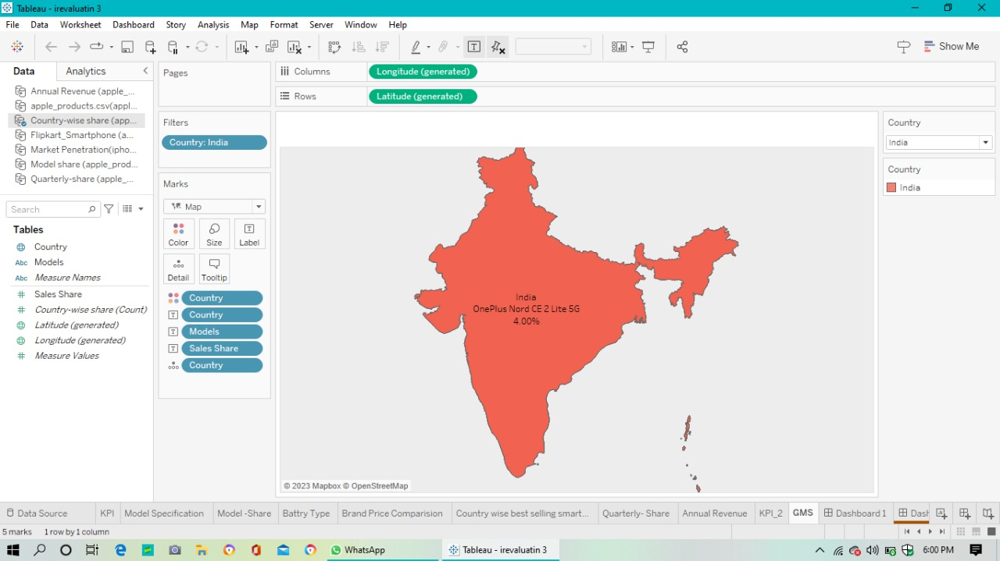 Tableau - irevaluatin 3
File Data Worksheet Dashboard Story Analysis Map Format Server Window Help
Show Me
Data Analytics
Annual Revenue (apple_...
apple_products.csv(appl...
Country-wise share (app...
Flipkart_Smartphone (a...
Market Penetration(ipho...
Model share (apple_prod...
Quarterly-share (apple_...
Search
Tables
Country
Abc Models
Abc Measure Names
Sales Share
Country-wise share (Count)
Latitude (generated)
Longitude (generated)
Measure Values
Pages
Filters
Country: India
Marks
Map
Color Size Label
Detail Tooltip
Country
Country
Models
Sales Share
Country
Columns Longitude (generated)
Rows Latitude (generated)
India
OnePlus Nord CE 2 Lite 5G
4.00%
© 2023 Mapbox © OpenStreetMap
Country
India
Country
India
Data Source KPI Model Specification Model -Share Battry Type Brand Price Comparision Country wise best selling smart... Quarterly- Share Annual Revenue KPI_2 GMS Dashboard 1 Dash
5 marks 1 row by 1 column
WhatsApp Tableau - irevaluatin 3 6:00 PM